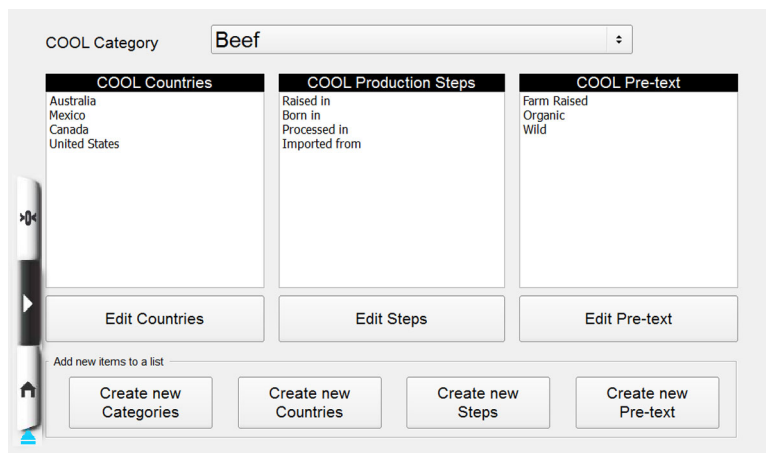 COOL Category
Beef
COOL Countries
Australia
Mexico
Canada
United States
COOL Production Steps
Raised in
Born in
Processed in
Imported from
COOL Pre-text
Farm Raised
Organic
Wild
>0<
Edit Countries
Edit Steps
Edit Pre-text
Add new items to a list
Create new
Categories
Create new
Countries
Create new
Steps
Create new
Pre-text